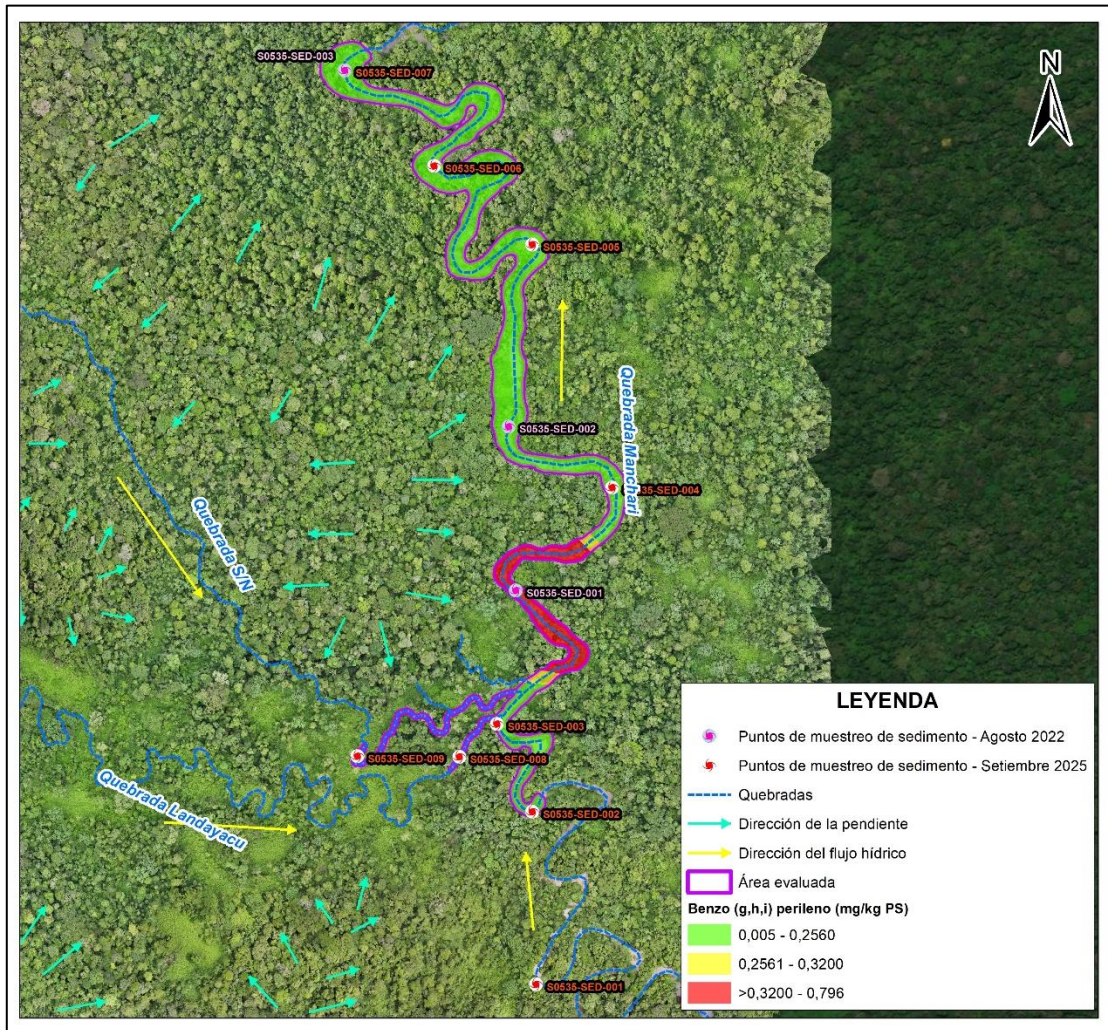 S0535-SED-003
S0535-SED-007
N
S0535-SED-006
S0535-SED-005
Quebrada Manchari
S0535-SED-002
35-SED-004
Quebrada S/N
S0535-SED-001
S0535-SED-003
S0535-SED-009
S0535-SED-008
Quebrada Landayacu
S0535-SED-002
S0535-SED-001
LEYENDA
Puntos de muestreo de sedimento - Agosto 2022
Puntos de muestreo de sedimento - Setiembre 2025
Quebradas
Dirección de la pendiente
Dirección del flujo hídrico
Área evaluada
Benzo (g,h,i) perileno (mg/kg PS)
0,005 - 0,2560
0,2561 - 0,3200
>0,3200 - 0,796